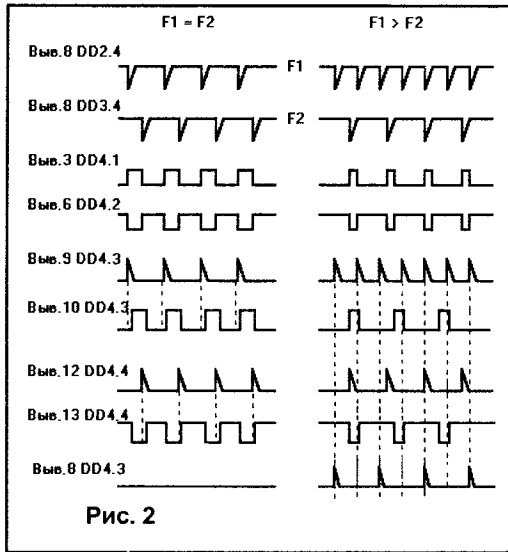 F1 = F2 F1 > F2
Выв.8 DD2.4 F1
Выв.8 DD3.4 F2
Выв.3 DD4.1
Выв.6 DD4.2
Выв.9 DD4.3
Выв.10 DD4.3
Выв.12 DD4.4
Выв.13 DD4.4
Выв.8 DD4.3
Рис. 2